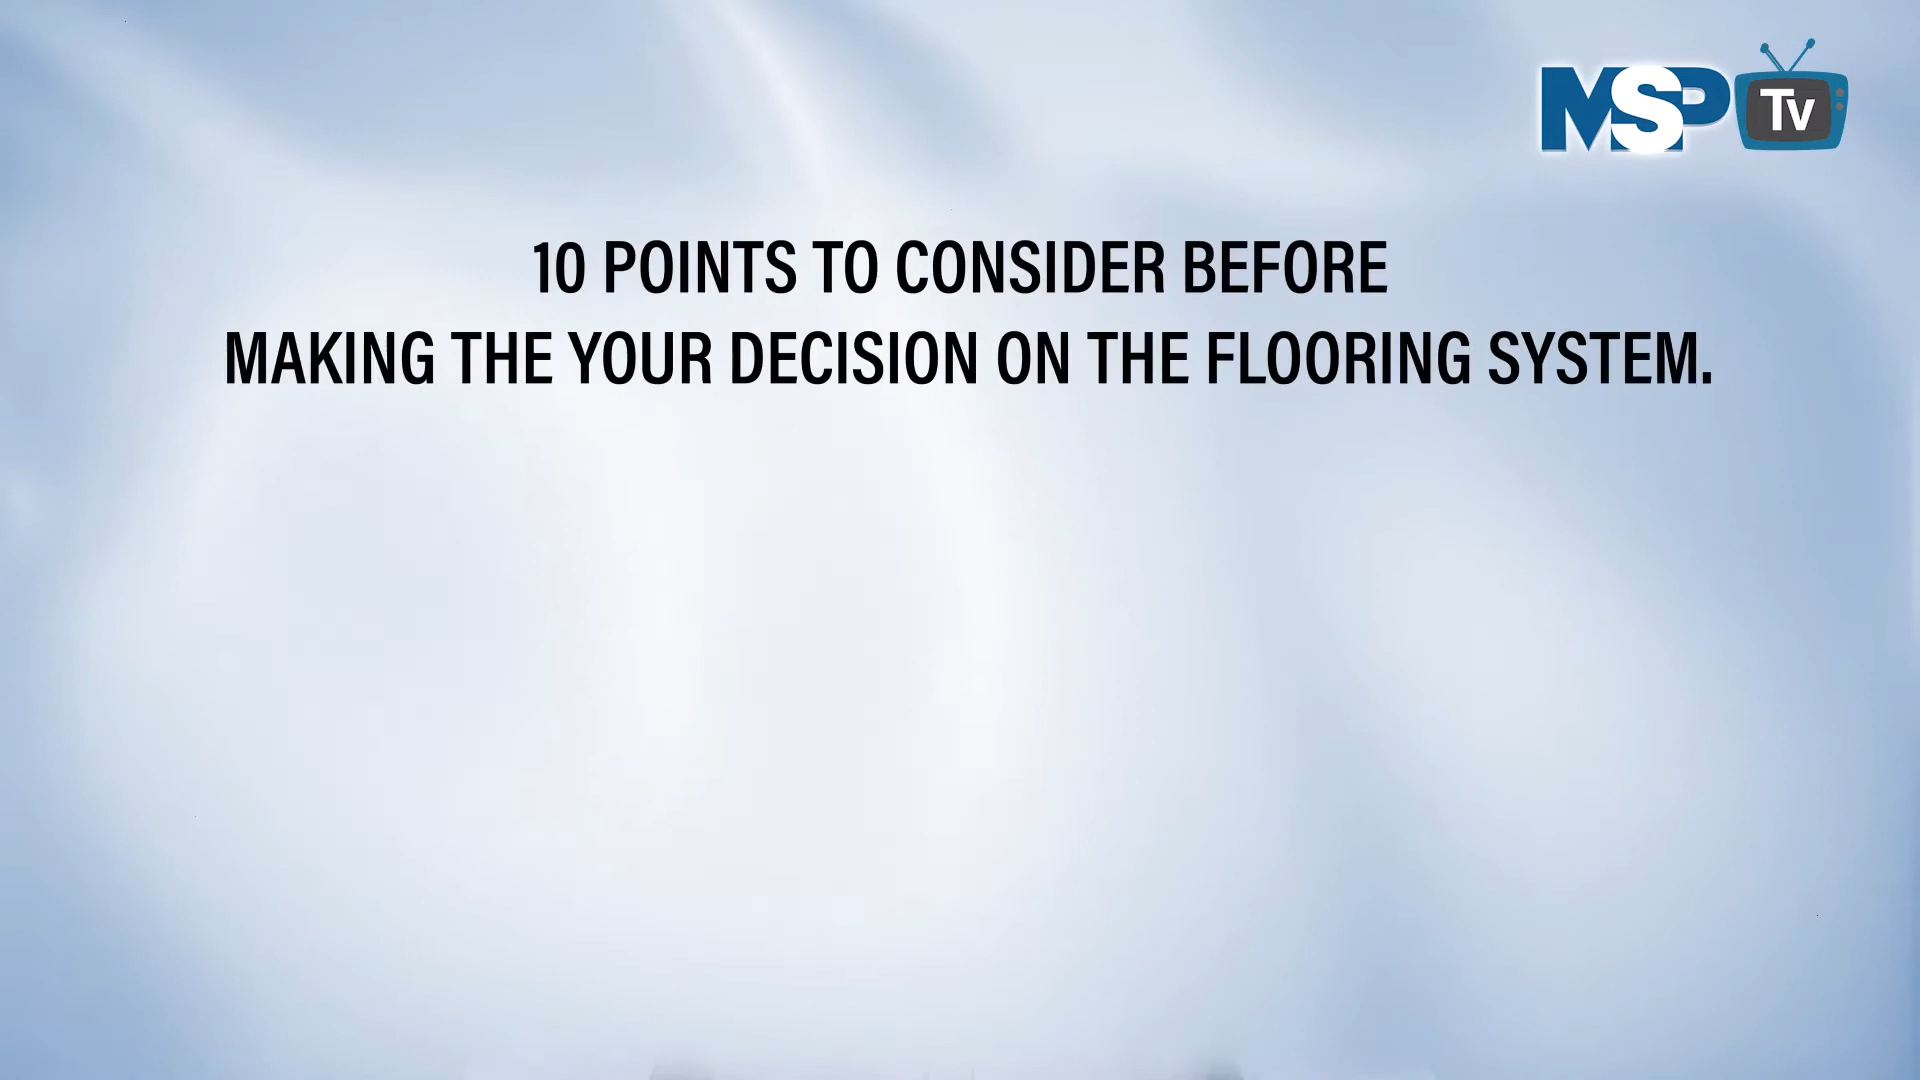 MSP Tv
10 POINTS TO CONSIDER BEFORE
MAKING THE YOUR DECISION ON THE FLOORING SYSTEM.